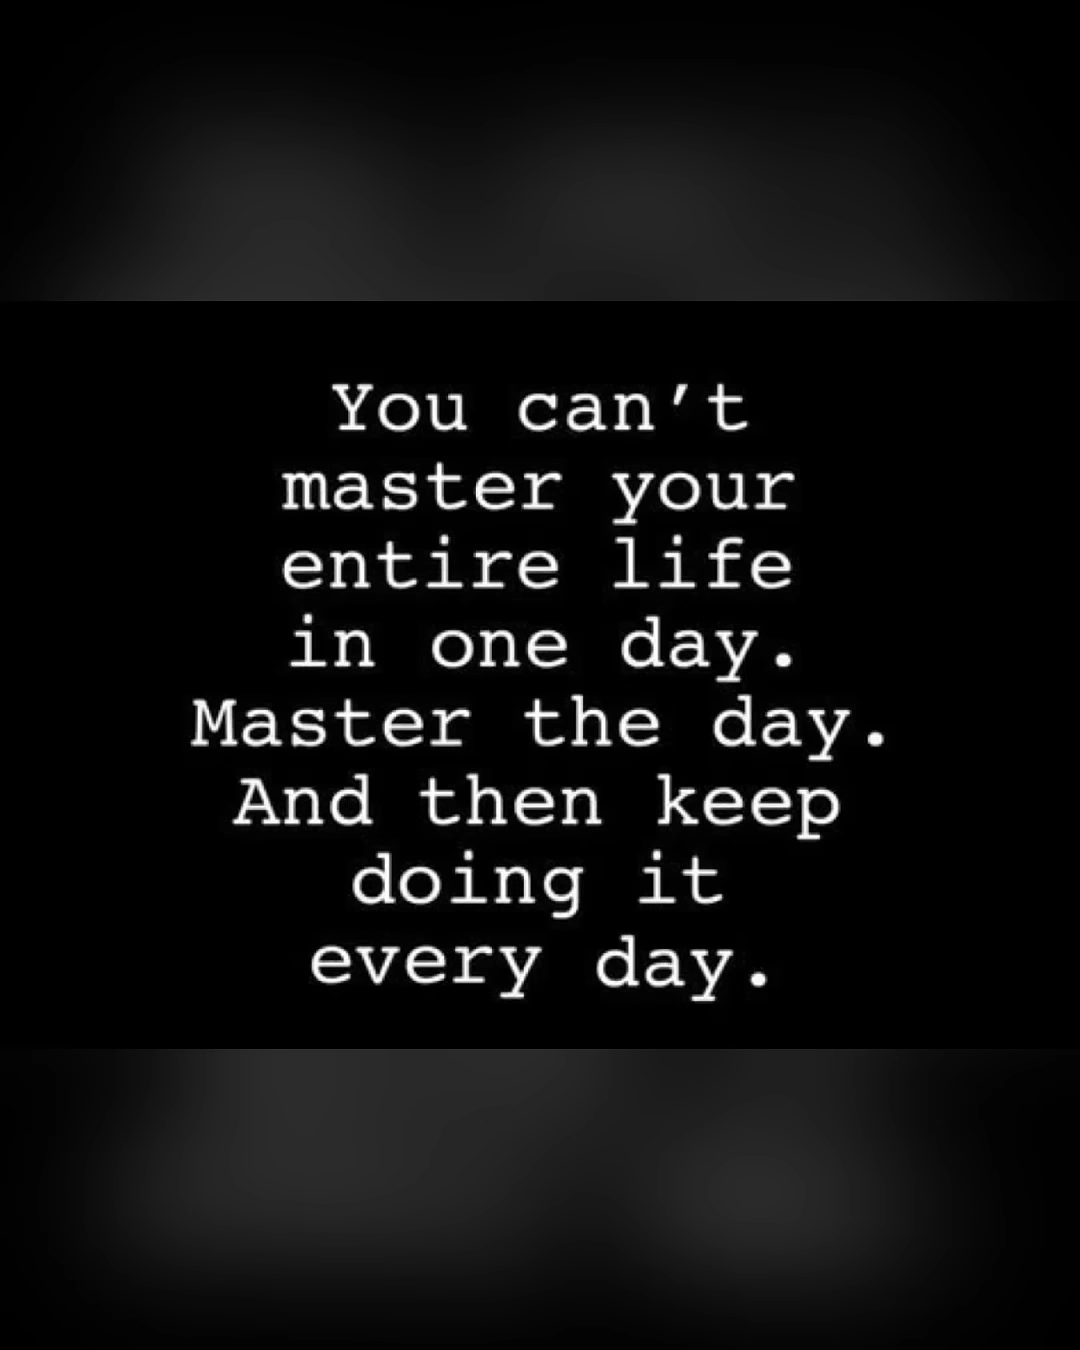 You can't
master your
entire life
in one day.
Master the day.
And then keep
doing it
every day.